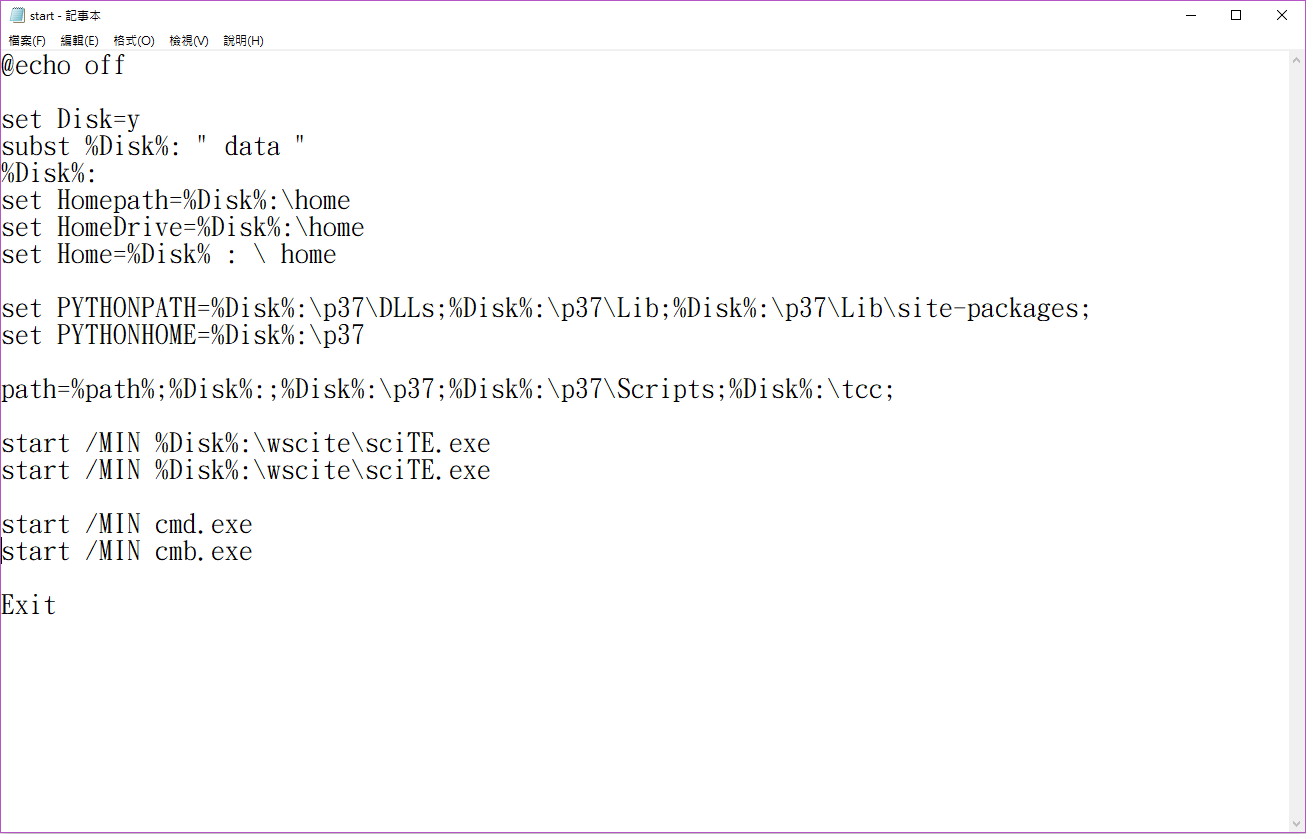 start - 記事本
檔案(F) 編輯(E) 格式(O) 檢視(V) 說明(H)
@echo off
set Disk=y
subst %Disk%: " data "
%Disk%:
set Homepath=%Disk%:\home
set HomeDrive=%Disk%:\home
set Home=%Disk% : \ home
set PYTHONPATH=%Disk%:\p37\DLLs;%Disk%:\p37\Lib;%Disk%:\p37\Lib\site-packages;
set PYTHONHOME=%Disk%:\p37
path=%path%;%Disk%:;%Disk%:\p37;%Disk%:\p37\Scripts;%Disk%:\tcc;
start /MIN %Disk%:\wscite\sciTE.exe
start /MIN %Disk%:\wscite\sciTE.exe
start /MIN cmd.exe
start /MIN cmb.exe
Exit